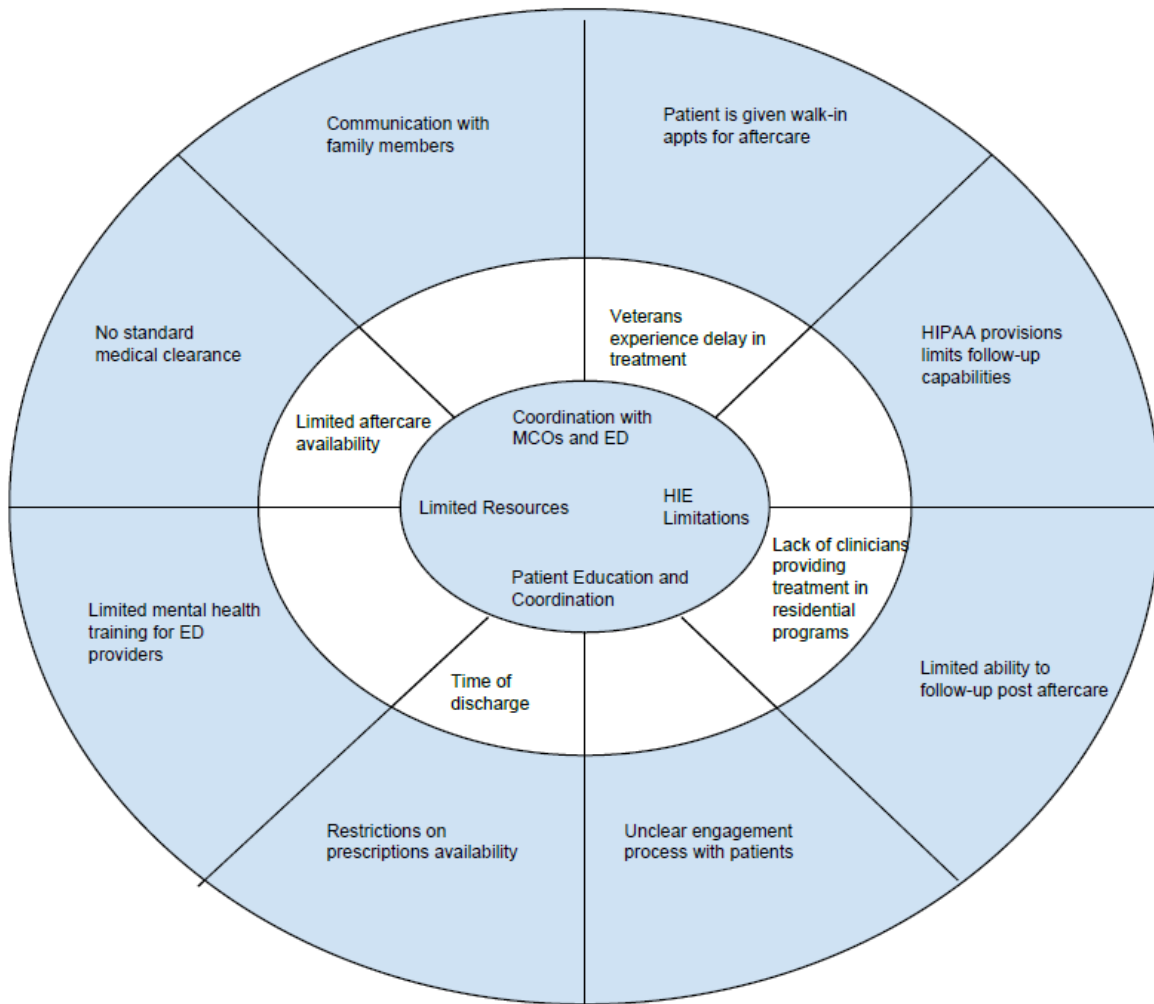 Communication with
family members
Patient is given walk-in
appts for aftercare
No standard
medical clearance
Veterans
experience delay in
treatment
HIPAA provisions
limits follow-up
capabilities
Limited aftercare
availability
Coordination with
MCOs and ED
Limited Resources
HIE
Limitations
Patient Education and
Coordination
Lack of clinicians
providing
treatment in
residential
programs
Limited mental health
training for ED
providers
Time of
discharge
Limited ability to
follow-up post aftercare
Restrictions on
prescriptions availability
Unclear engagement
process with patients